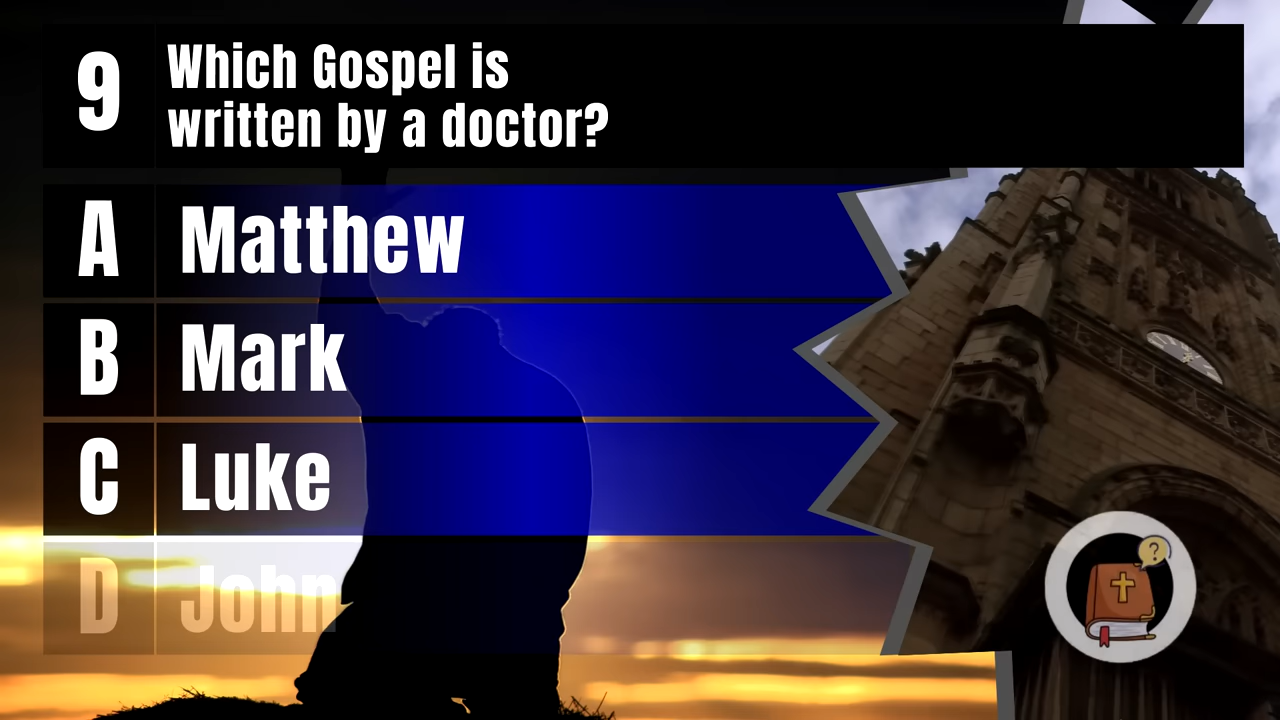 9
Which Gospel is
written by a doctor?
A Matthew
B Mark
C Luke
D John
?